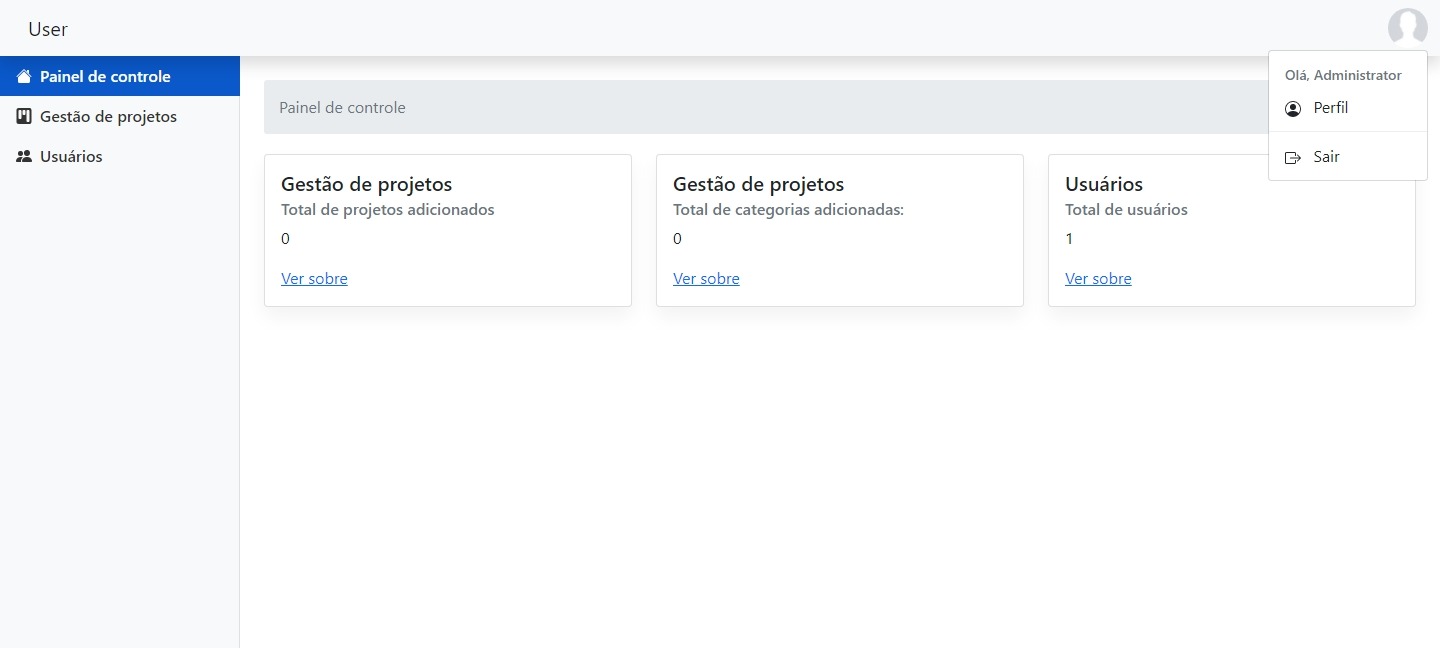 User
Painel de controle
Gestão de projetos
Usuários
Olá, Administrator
Perfil
Sair
Painel de controle
Gestão de projetos
Total de projetos adicionados
0
Ver sobre
Gestão de projetos
Total de categorias adicionadas:
0
Ver sobre
Usuários
Total de usuários
1
Ver sobre